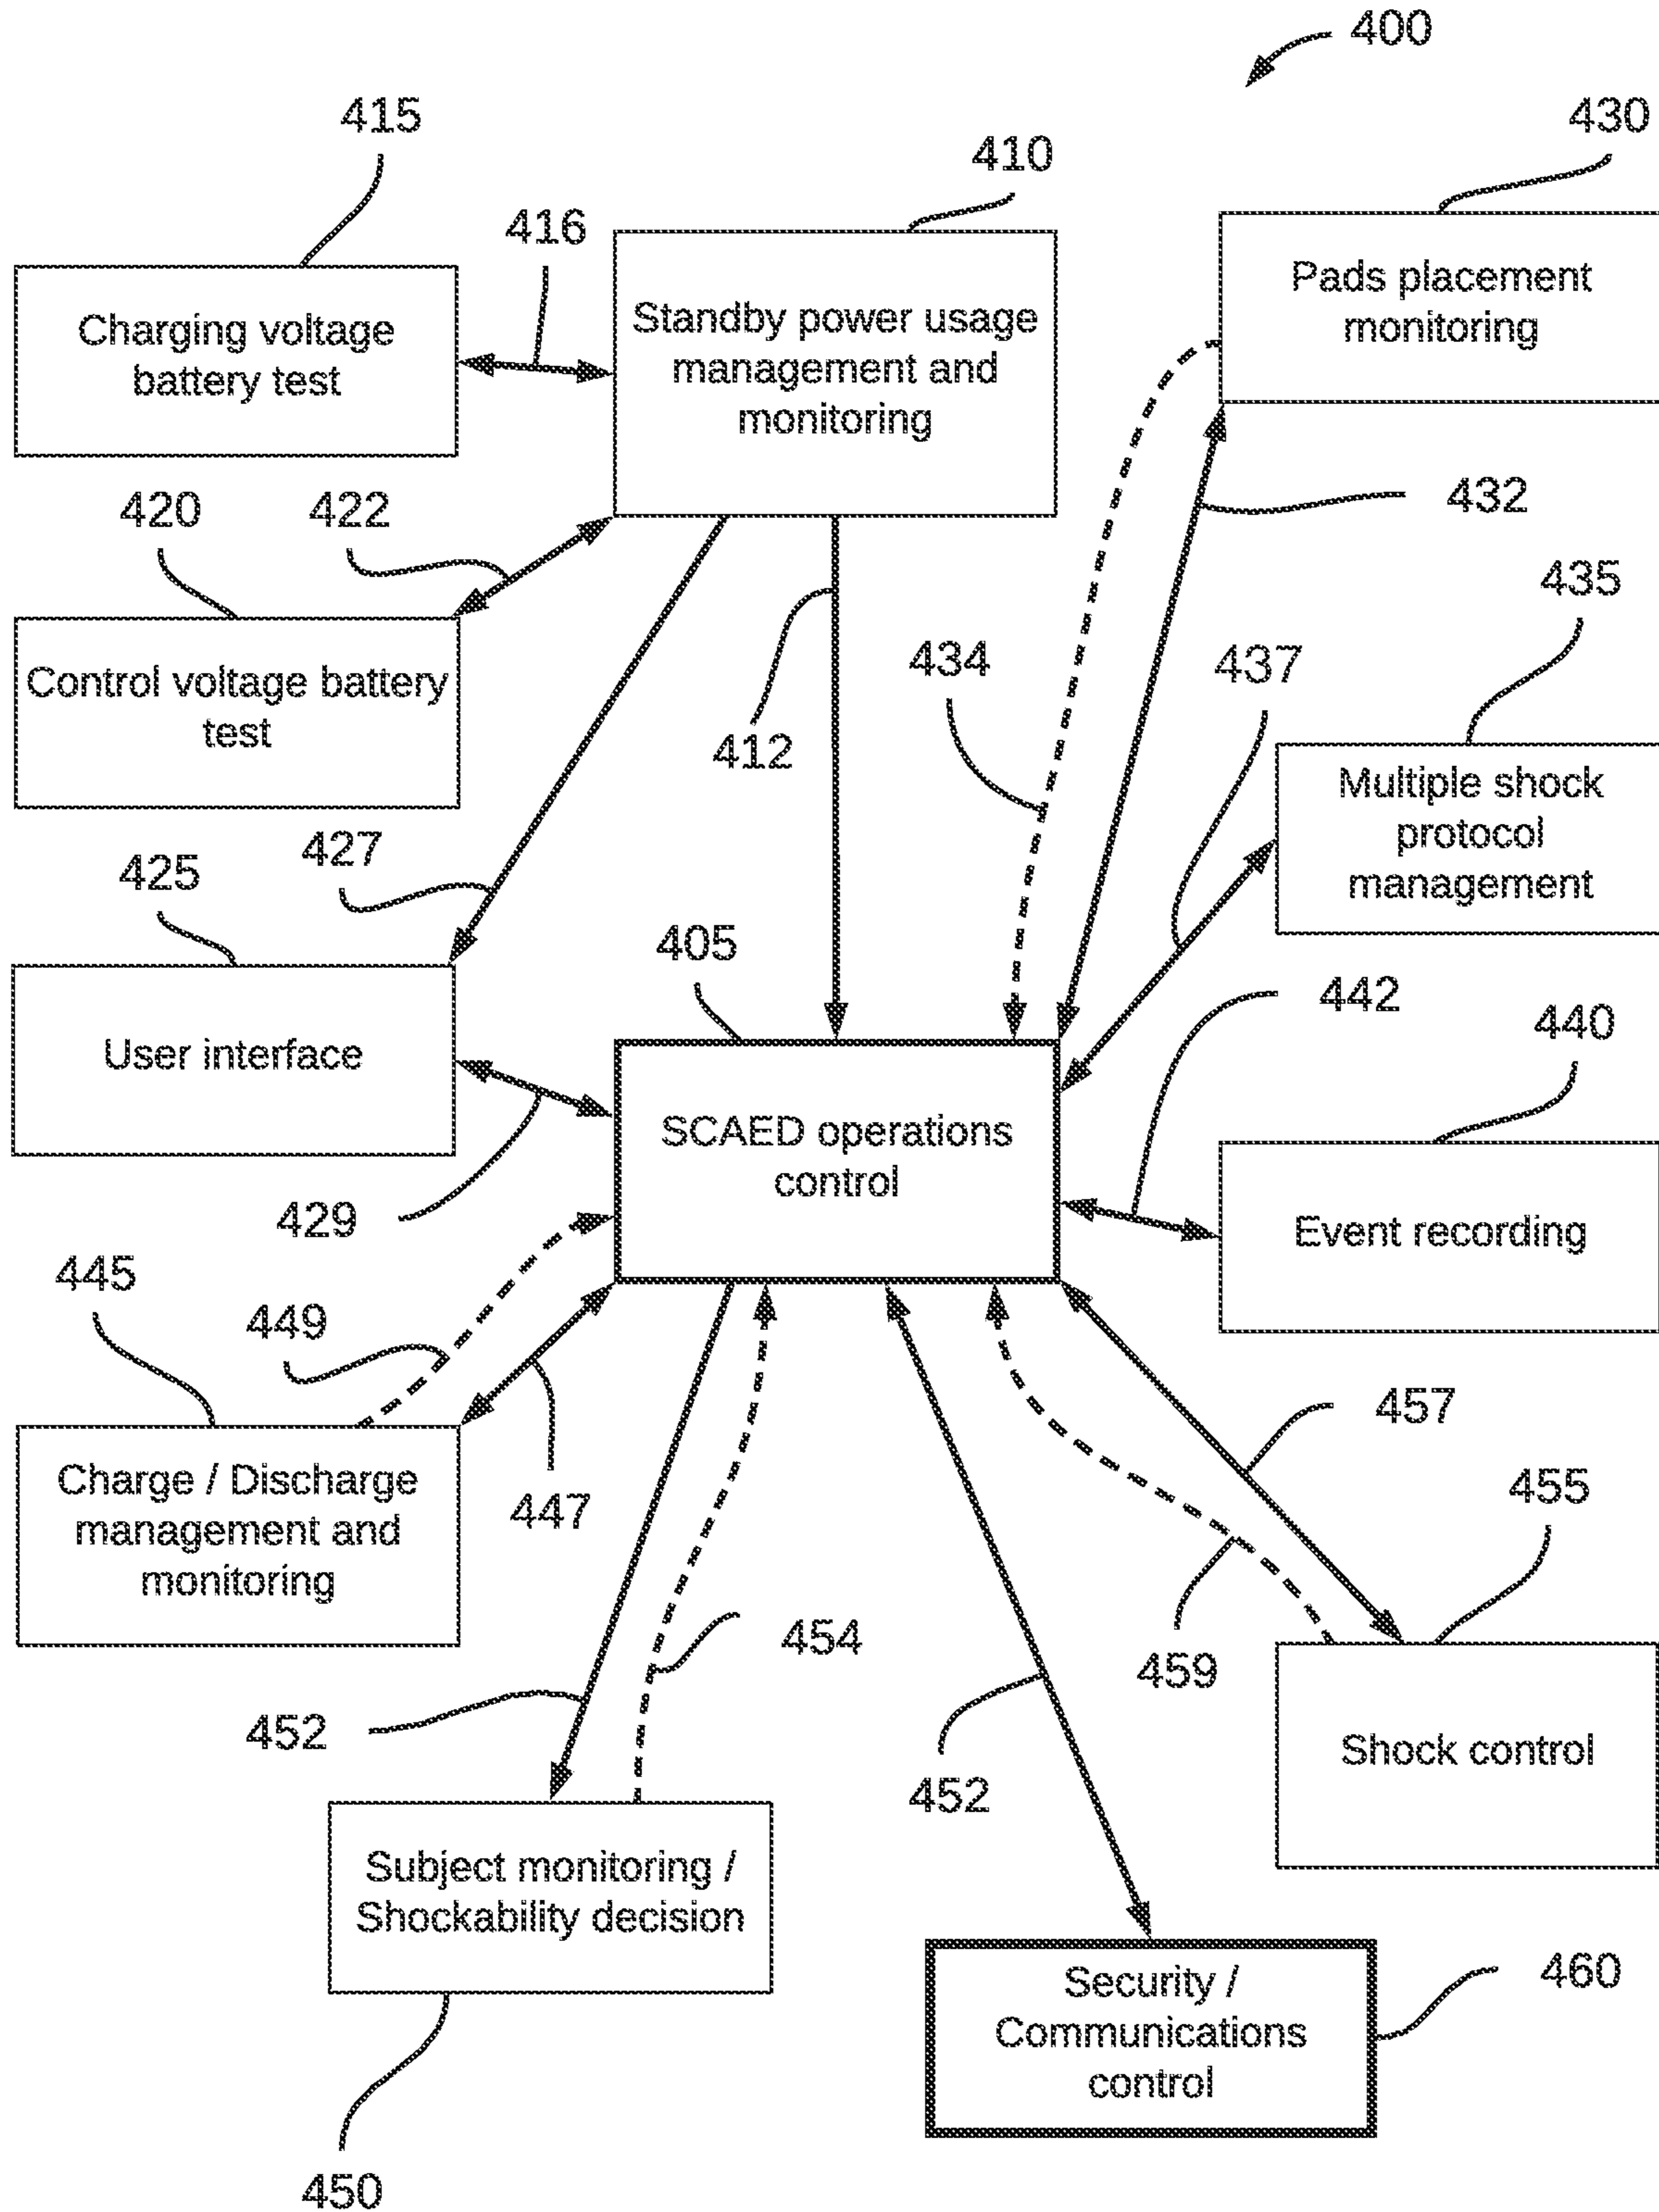 400
415
410
430
416
Charging voltage
battery test
Standby power usage
management and
monitoring
Pads placement
monitoring
420
422
432
435
Control voltage battery
test
434
437
412
Multiple shock
protocol
management
427
425
405
442
440
User interface
SCAED operations
control
429
Event recording
445
449
457
Charge / Discharge
management and
monitoring
447
455
454
459
452
Shock control
452
Subject monitoring /
Shockability decision
460
Security /
Communications
control
450